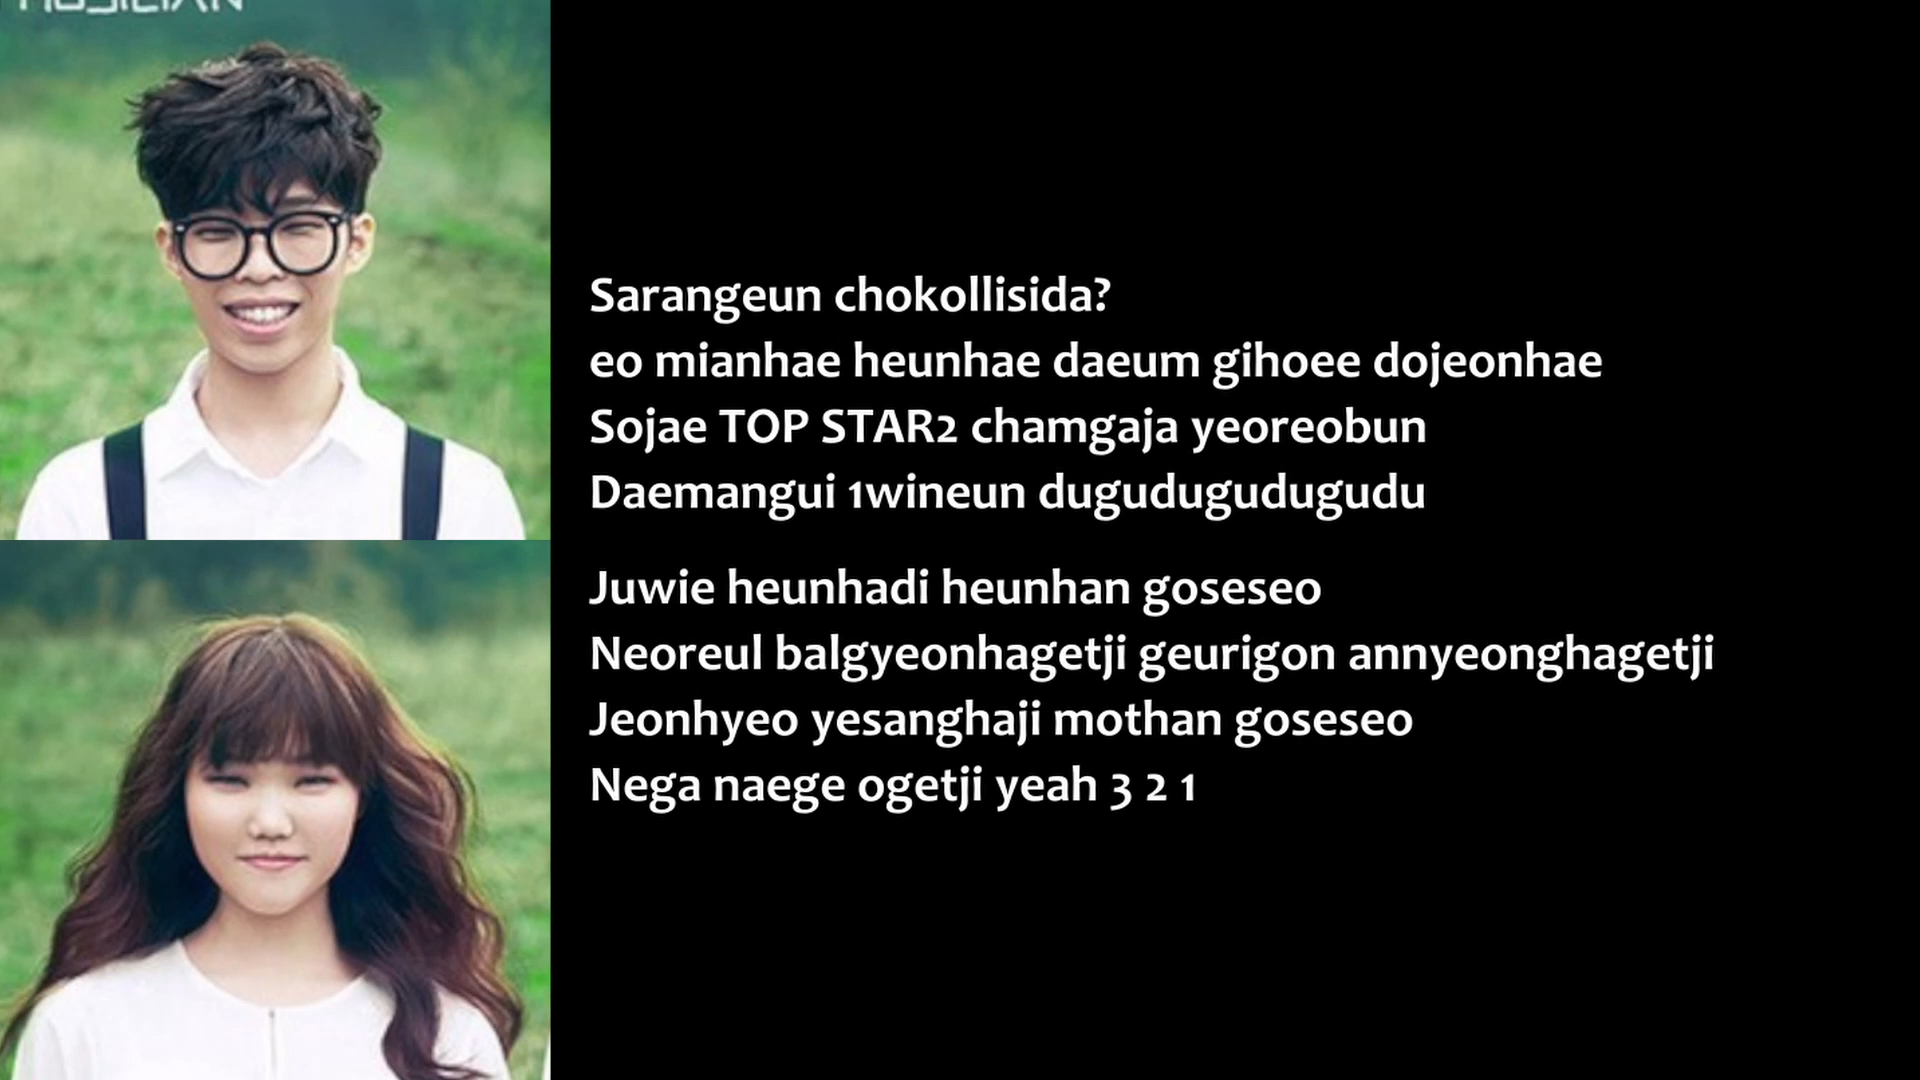 Sarangeun chokollisida?
eo mianhae heunhae daeum gihoee dojeonhae
Sojae TOP STAR2 chamgaja yeoreobun
Daemangui 1wineun dugudugudugudu
Juwie heunhadi heunhan goseseo
Neoreul balgyeonhagetji geurigon annyeonghagetji
Jeonhyeo yesanghaji mothan goseseo
Nega naege ogetji yeah 3 2 1